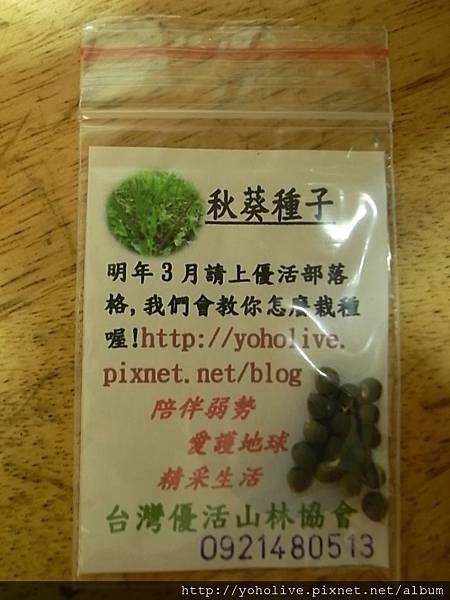 秋葵種子
明年3月請上優活部落
格,我們會教你怎麼栽種
喔!http://yoholive.
pixnet.net/blog
陪伴弱勢
愛護地球
精采生活
台灣優活山林協會
0921480513
http://yoholive.pixnet.net/album